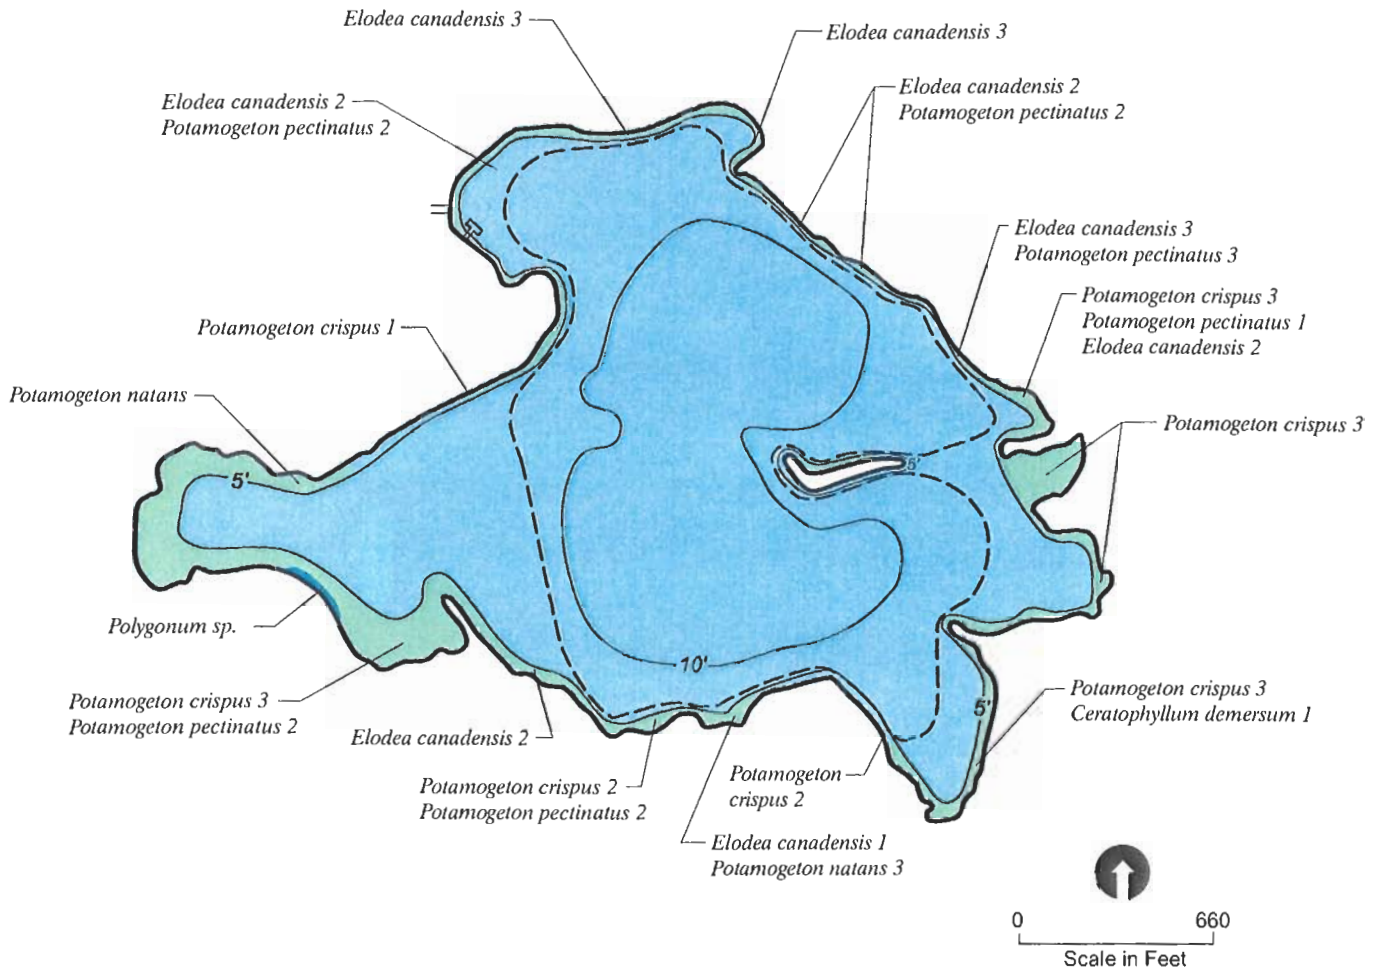 Elodea canadensis 3
Elodea canadensis 3
Elodea canadensis 2
Potamogeton pectinatus 2
Elodea canadensis 2
Potamogeton pectinatus 2
Elodea canadensis 3
Potamogeton pectinatus 3
Potamogeton crispus 3
Potamogeton pectinatus 1
Elodea canadensis 2
Potamogeton crispus 1
Potamogeton natans
Potamogeton crispus 3
5'
5'
Polygonum sp.
10'
Potamogeton crispus 3
Potamogeton pectinatus 2
5'
Potamogeton crispus 3
Ceratophyllum demersum 1
Elodea canadensis 2
Potamogeton crispus 2
Potamogeton pectinatus 2
Potamogeton
crispus 2
Elodea canadensis 1
Potamogeton natans 3
0 660
Scale in Feet